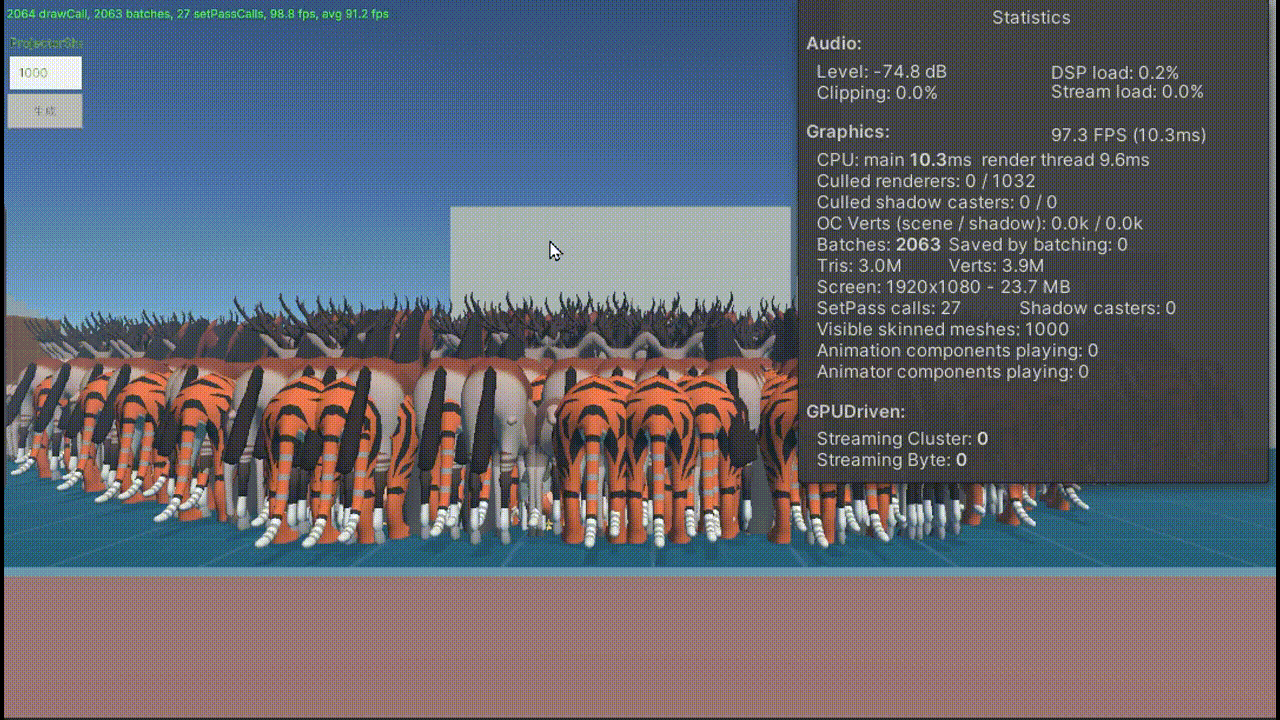 2064 drawCall, 2063 batches, 27 setPassCalls, 98.8 fps, avg 91.2 fps
ProjectorSha
1000
生成
Statistics
Audio:
Level: -74.8 dB DSP load: 0.2%
Clipping: 0.0% Stream load: 0.0%
Graphics: 97.3 FPS (10.3ms)
CPU: main 10.3ms render thread 9.6ms
Culled renderers: 0 / 1032
Culled shadow casters: 0 / 0
OC Verts (scene / shadow): 0.0k / 0.0k
Batches: 2063 Saved by batching: 0
Tris: 3.0M Verts: 3.9M
Screen: 1920x1080 - 23.7 MB
SetPass calls: 27 Shadow casters: 0
Visible skinned meshes: 1000
Animation components playing: 0
Animator components playing: 0
GPUDriven:
Streaming Cluster: 0
Streaming Byte: 0